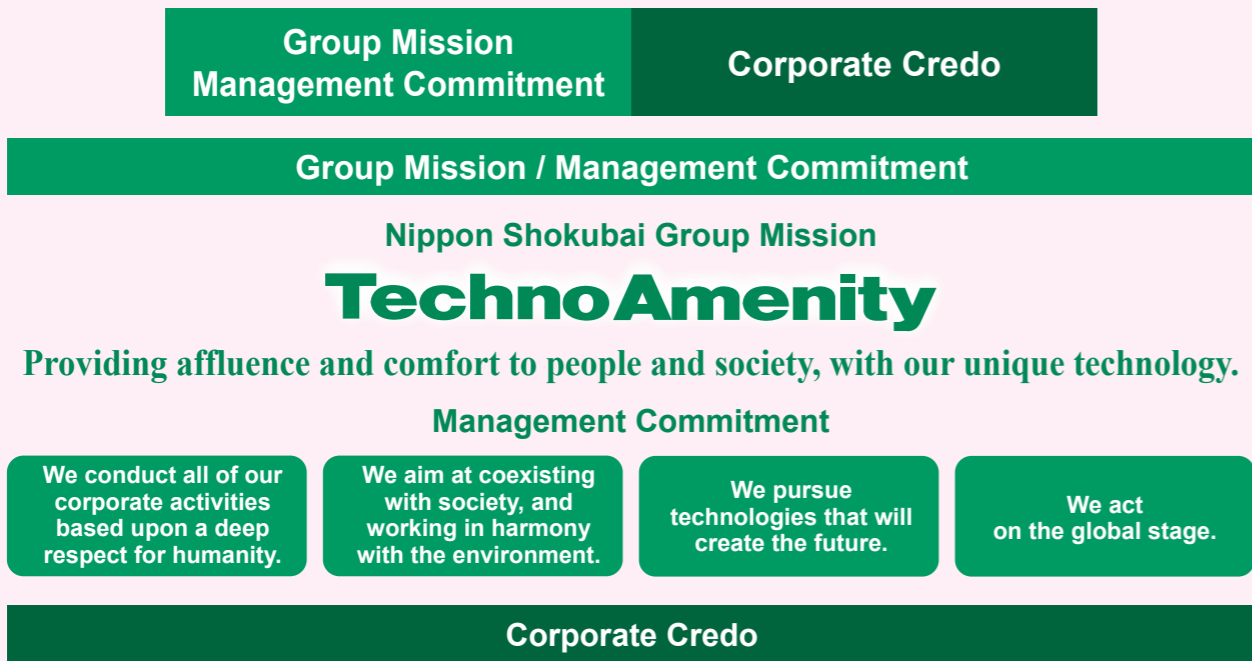 Group Mission
Management Commitment
Corporate Credo
Group Mission / Management Commitment
Nippon Shokubai Group Mission
TechnoAmenity
Providing affluence and comfort to people and society, with our unique technology.
Management Commitment
We conduct all of our
corporate activities
based upon a deep
respect for humanity.
We aim at coexisting
with society, and
working in harmony
with the environment.
We pursue
technologies that will
create the future.
We act
on the global stage.
Corporate Credo